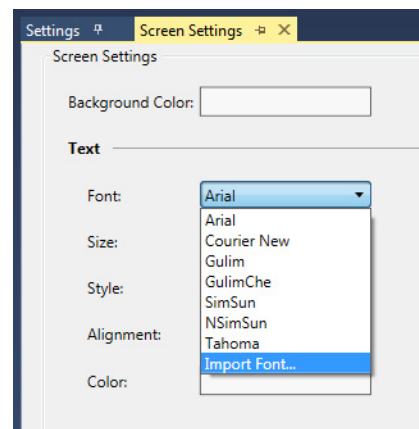 Settings Screen Settings
Screen Settings
Background Color:
Text
Font: Arial
Arial
Size: Courier New
Gulim
Style: GulimChe
SimSun
Alignment: NSimSun
Tahoma
Color: Import Font...